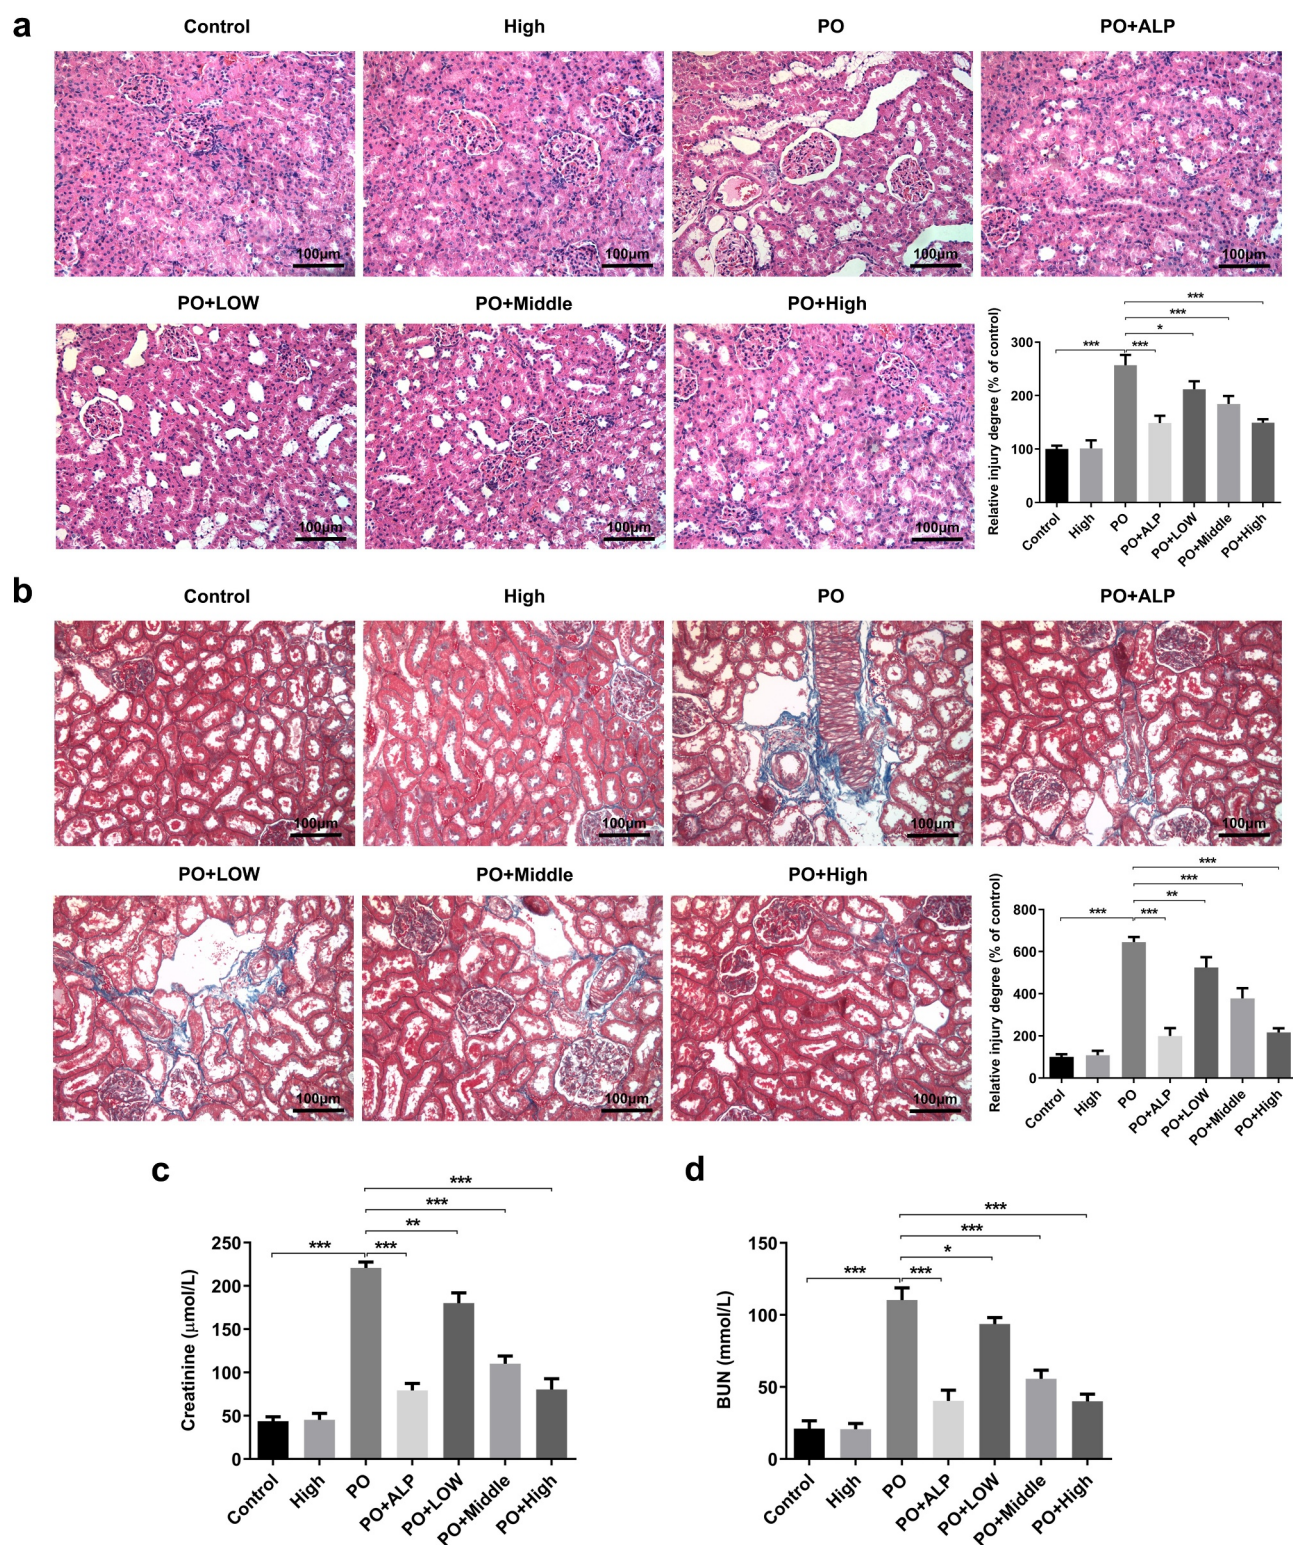 a
Control
High
PO
PO+ALP
100μm
100μm
100μm
100μm
PO+LOW
PO+Middle
PO+High
100μm
100μm
100μm
Relative injury degree (% of control)
300
200
100
0
***
***
*
***
***
Control
High
PO
PO+ALP
PO+LOW
PO+Middle
PO+High
b
Control
High
PO
PO+ALP
100μm
100μm
100μm
100μm
PO+LOW
PO+Middle
PO+High
100μm
100μm
100μm
Relative injury degree (% of control)
800
600
400
200
0
***
***
**
***
***
Control
High
PO
PO+ALP
PO+LOW
PO+Middle
PO+High
c
Creatinine (μmol/L)
250
200
150
100
50
0
***
***
**
***
***
Control
High
PO
PO+ALP
PO+LOW
PO+Middle
PO+High
d
BUN (mmol/L)
150
100
50
0
***
***
*
***
***
Control
High
PO
PO+ALP
PO+LOW
PO+Middle
PO+High